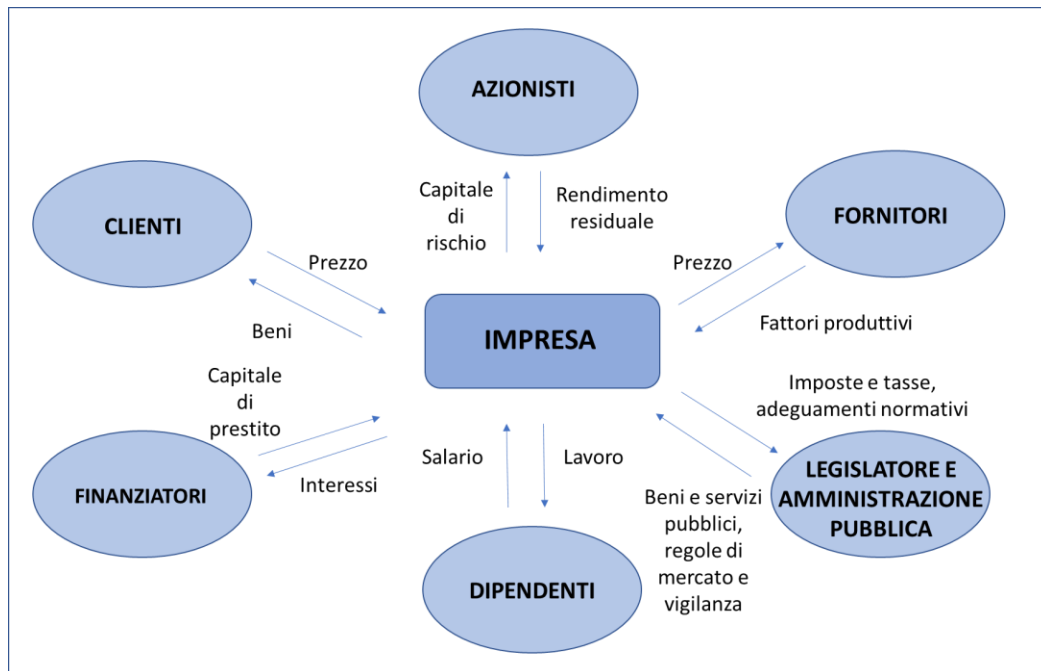 AZIONISTI
CLIENTI
Capitale
di
rischio
Rendimento
residuale
FORNITORI
Prezzo
Prezzo
Beni
IMPRESA
Fattori produttivi
Capitale
di
prestito
Imposte e tasse,
adeguamenti normativi
FINANZIATORI
Interessi
Salario
Lavoro
LEGISLATORE E
AMMINISTRAZIONE
PUBBLICA
Beni e servizi
pubblici,
regole di
mercato e
vigilanza
DIPENDENTI